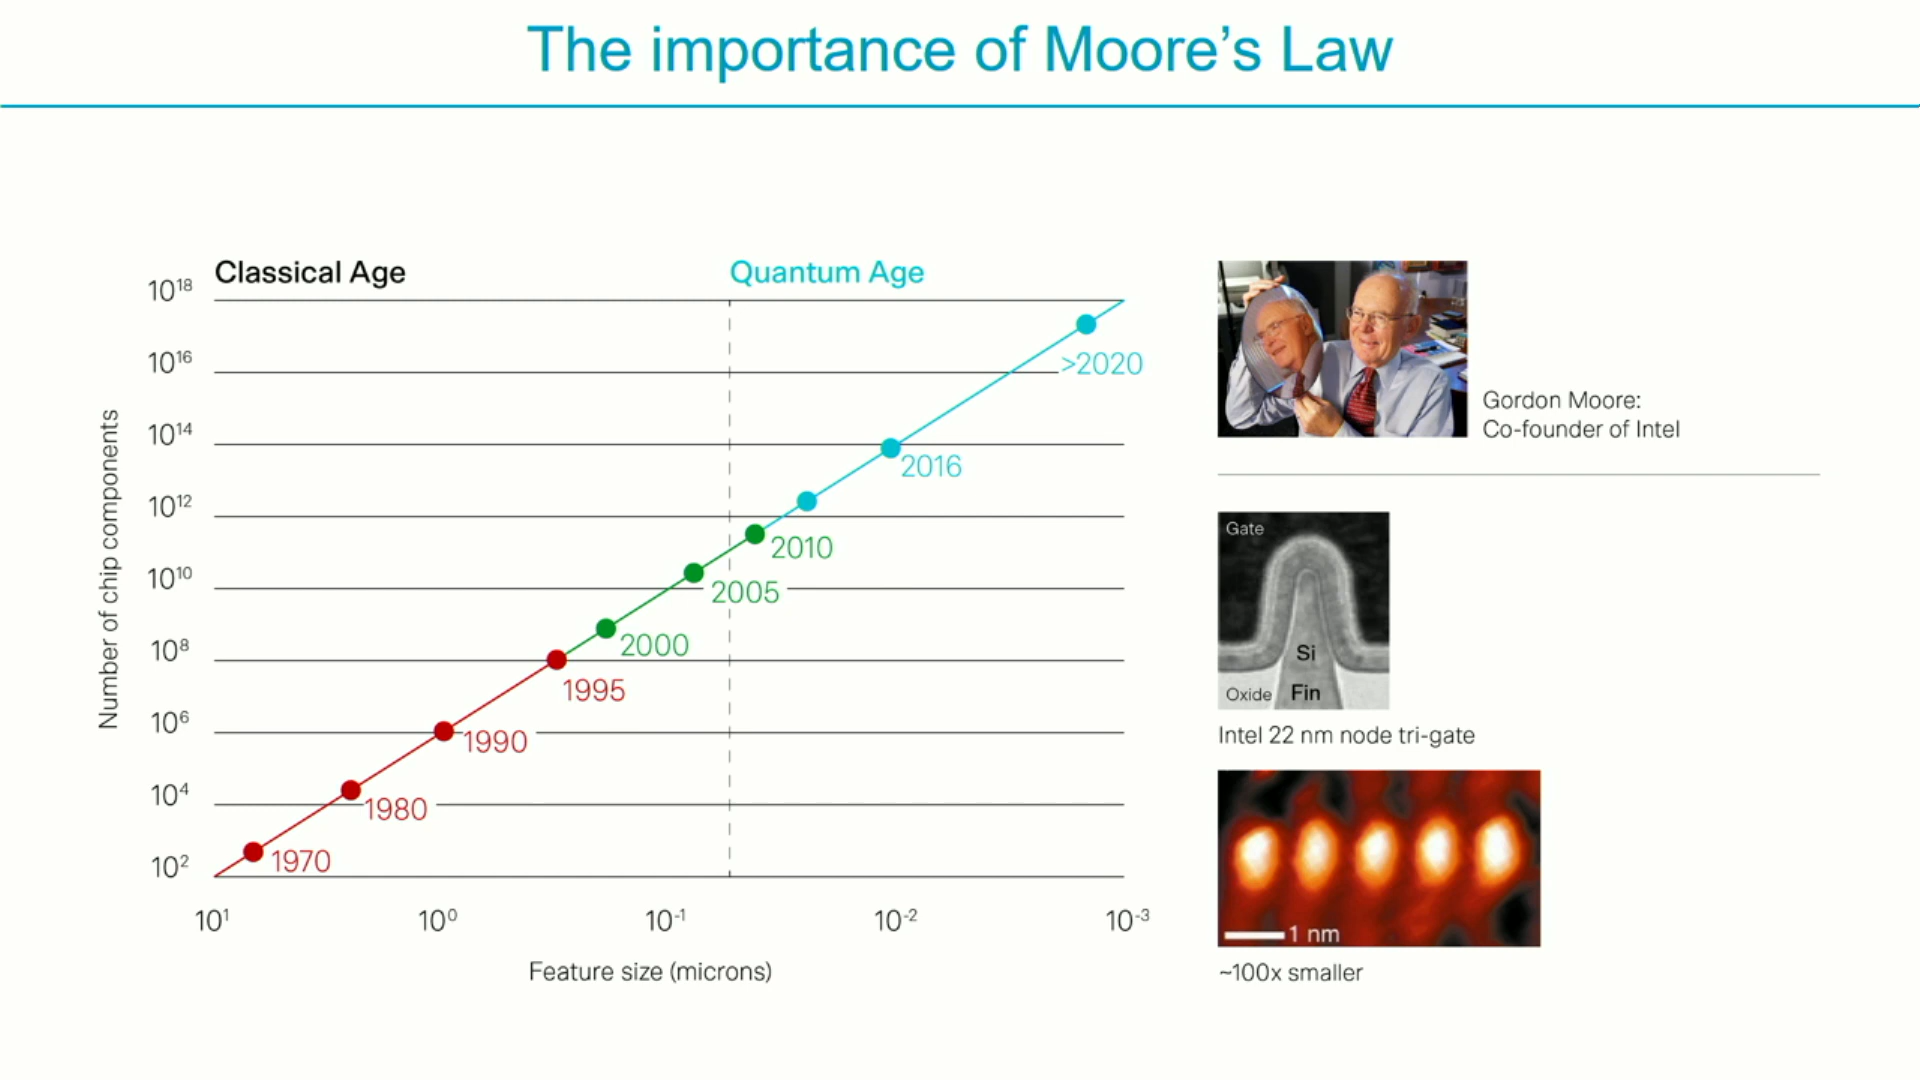 The importance of Moore's Law
Classical Age
Quantum Age
10¹⁸
10¹⁶
10¹⁴
10¹²
10¹⁰
10⁸
10⁶
10⁴
10²
Number of chip components
>2020
2016
2010
2005
2000
1995
1990
1980
1970
10¹
10⁰
10⁻¹
10⁻²
10⁻³
Feature size (microns)
Gordon Moore:
Co-founder of Intel
Gate
Si
Oxide
Fin
Intel 22 nm node tri-gate
1 nm
~100x smaller